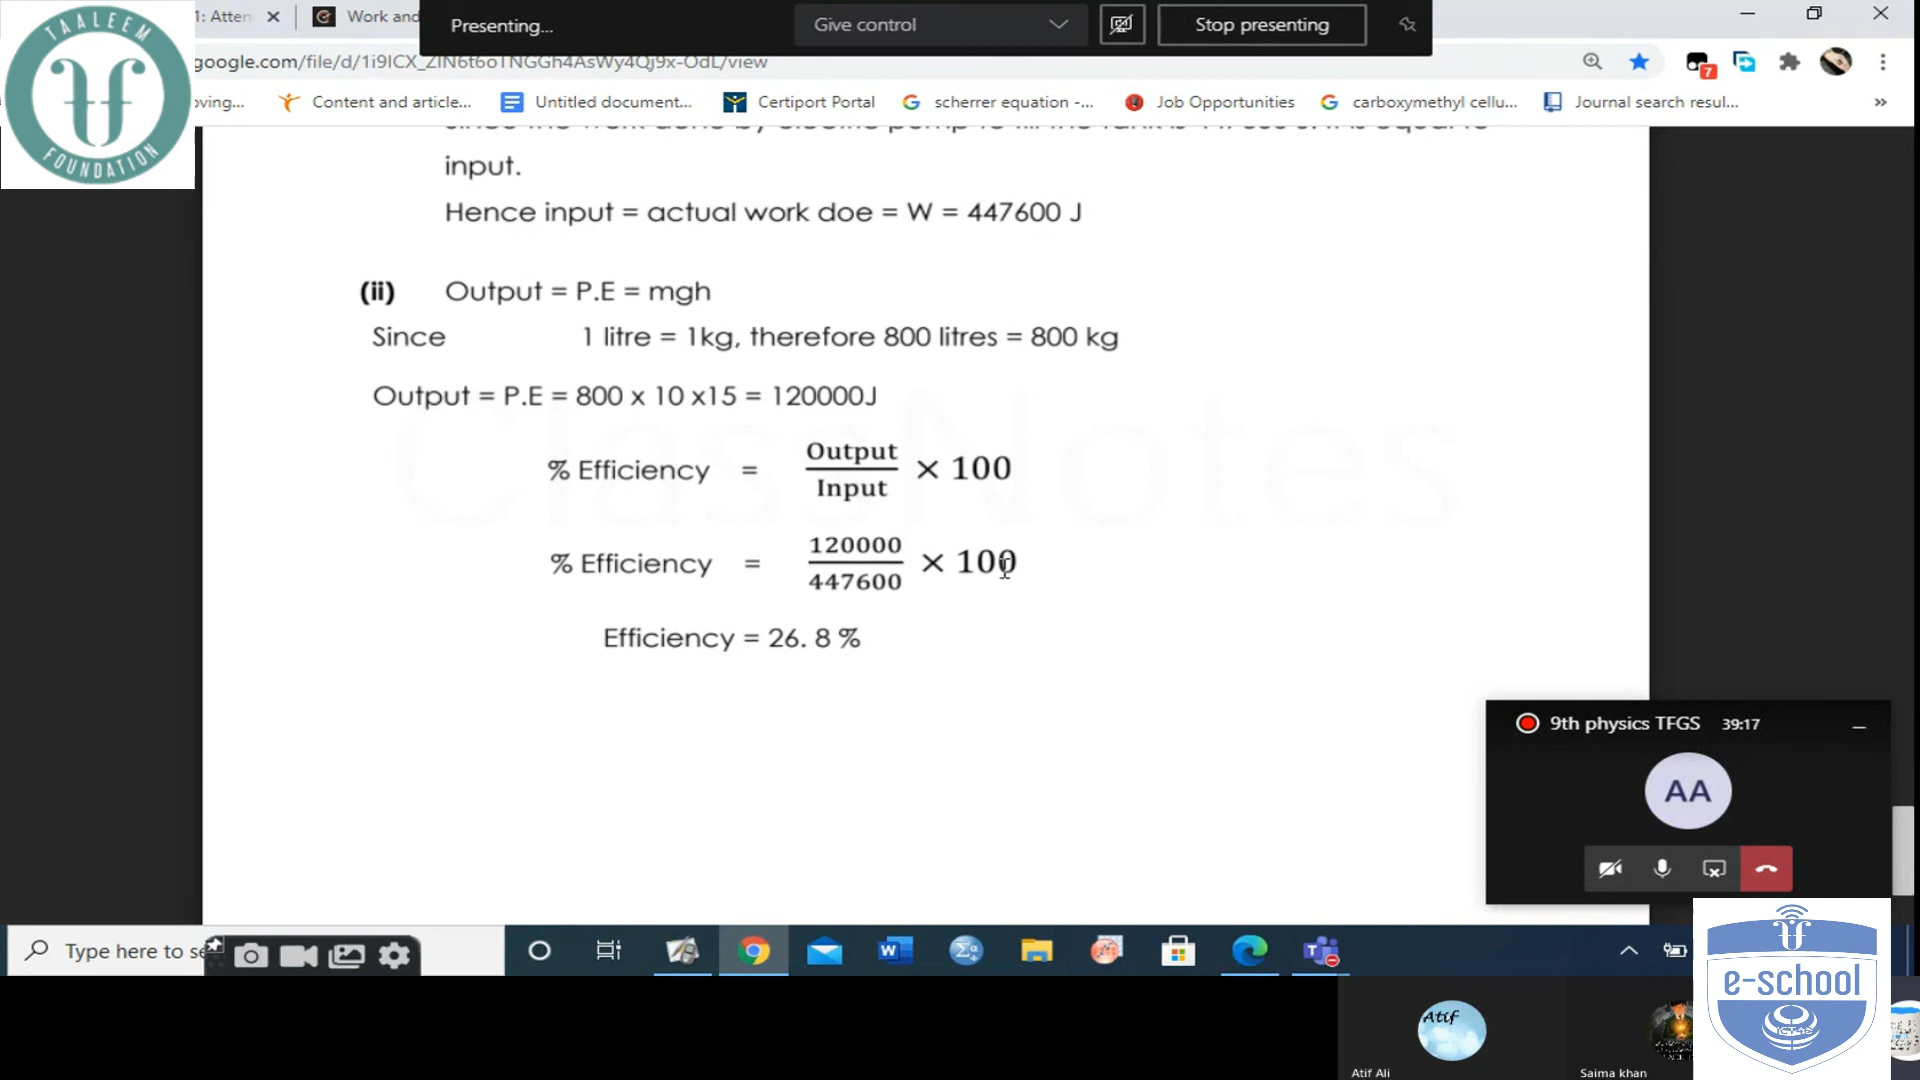 TAALEEM
FOUNDATION
1: Atten
Work and
Presenting...
Give control
Stop presenting
google.com/file/d/1i9ICX_ZlN6t6oTNGGh4AsWy4Qj9x-OdL/view
7
oving...
Content and article...
Untitled document...
Certiport Portal
scherrer equation -...
Job Opportunities
carboxymethyl cellu...
Journal search resul...
input.
Hence input = actual work doe = W = 447600 J
(ii) Output = P.E = mgh
Since 1 litre = 1kg, therefore 800 litres = 800 kg
Output = P.E = 800 x 10 x15 = 120000J
ClassNotes
% Efficiency = Output / Input × 100
% Efficiency = 120000 / 447600 × 100
Efficiency = 26. 8 %
9th physics TFGS 39:17
AA
Type here to se
e-school
Atif
Atif Ali
Saima khan